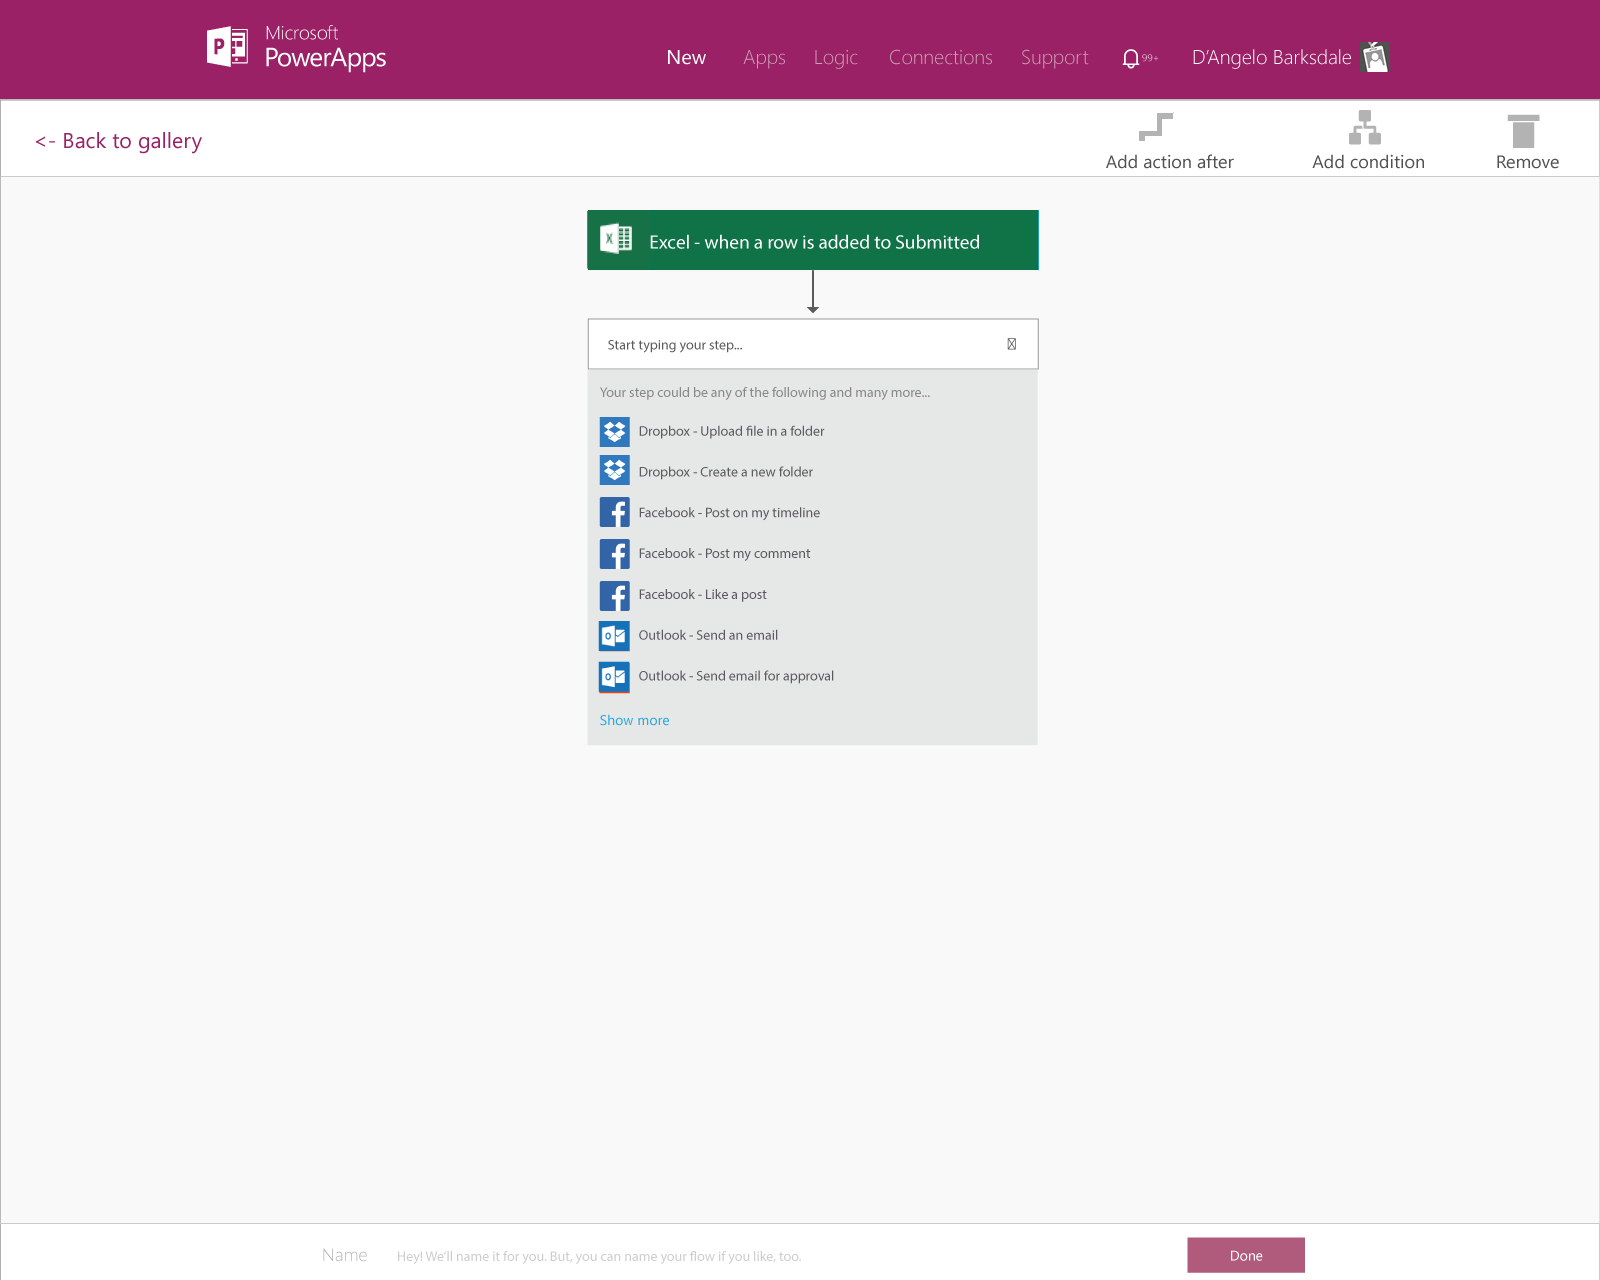 Microsoft
PowerApps
New Apps Logic Connections Support 99+ D'Angelo Barksdale
<- Back to gallery
Add action after Add condition Remove
Excel - when a row is added to Submitted
Start typing your step...
Your step could be any of the following and many more...
Dropbox - Upload file in a folder
Dropbox - Create a new folder
Facebook - Post on my timeline
Facebook - Post my comment
Facebook - Like a post
Outlook - Send an email
Outlook - Send email for approval
Show more
Name Hey! We'll name it for you. But, you can name your flow if you like, too.
Done